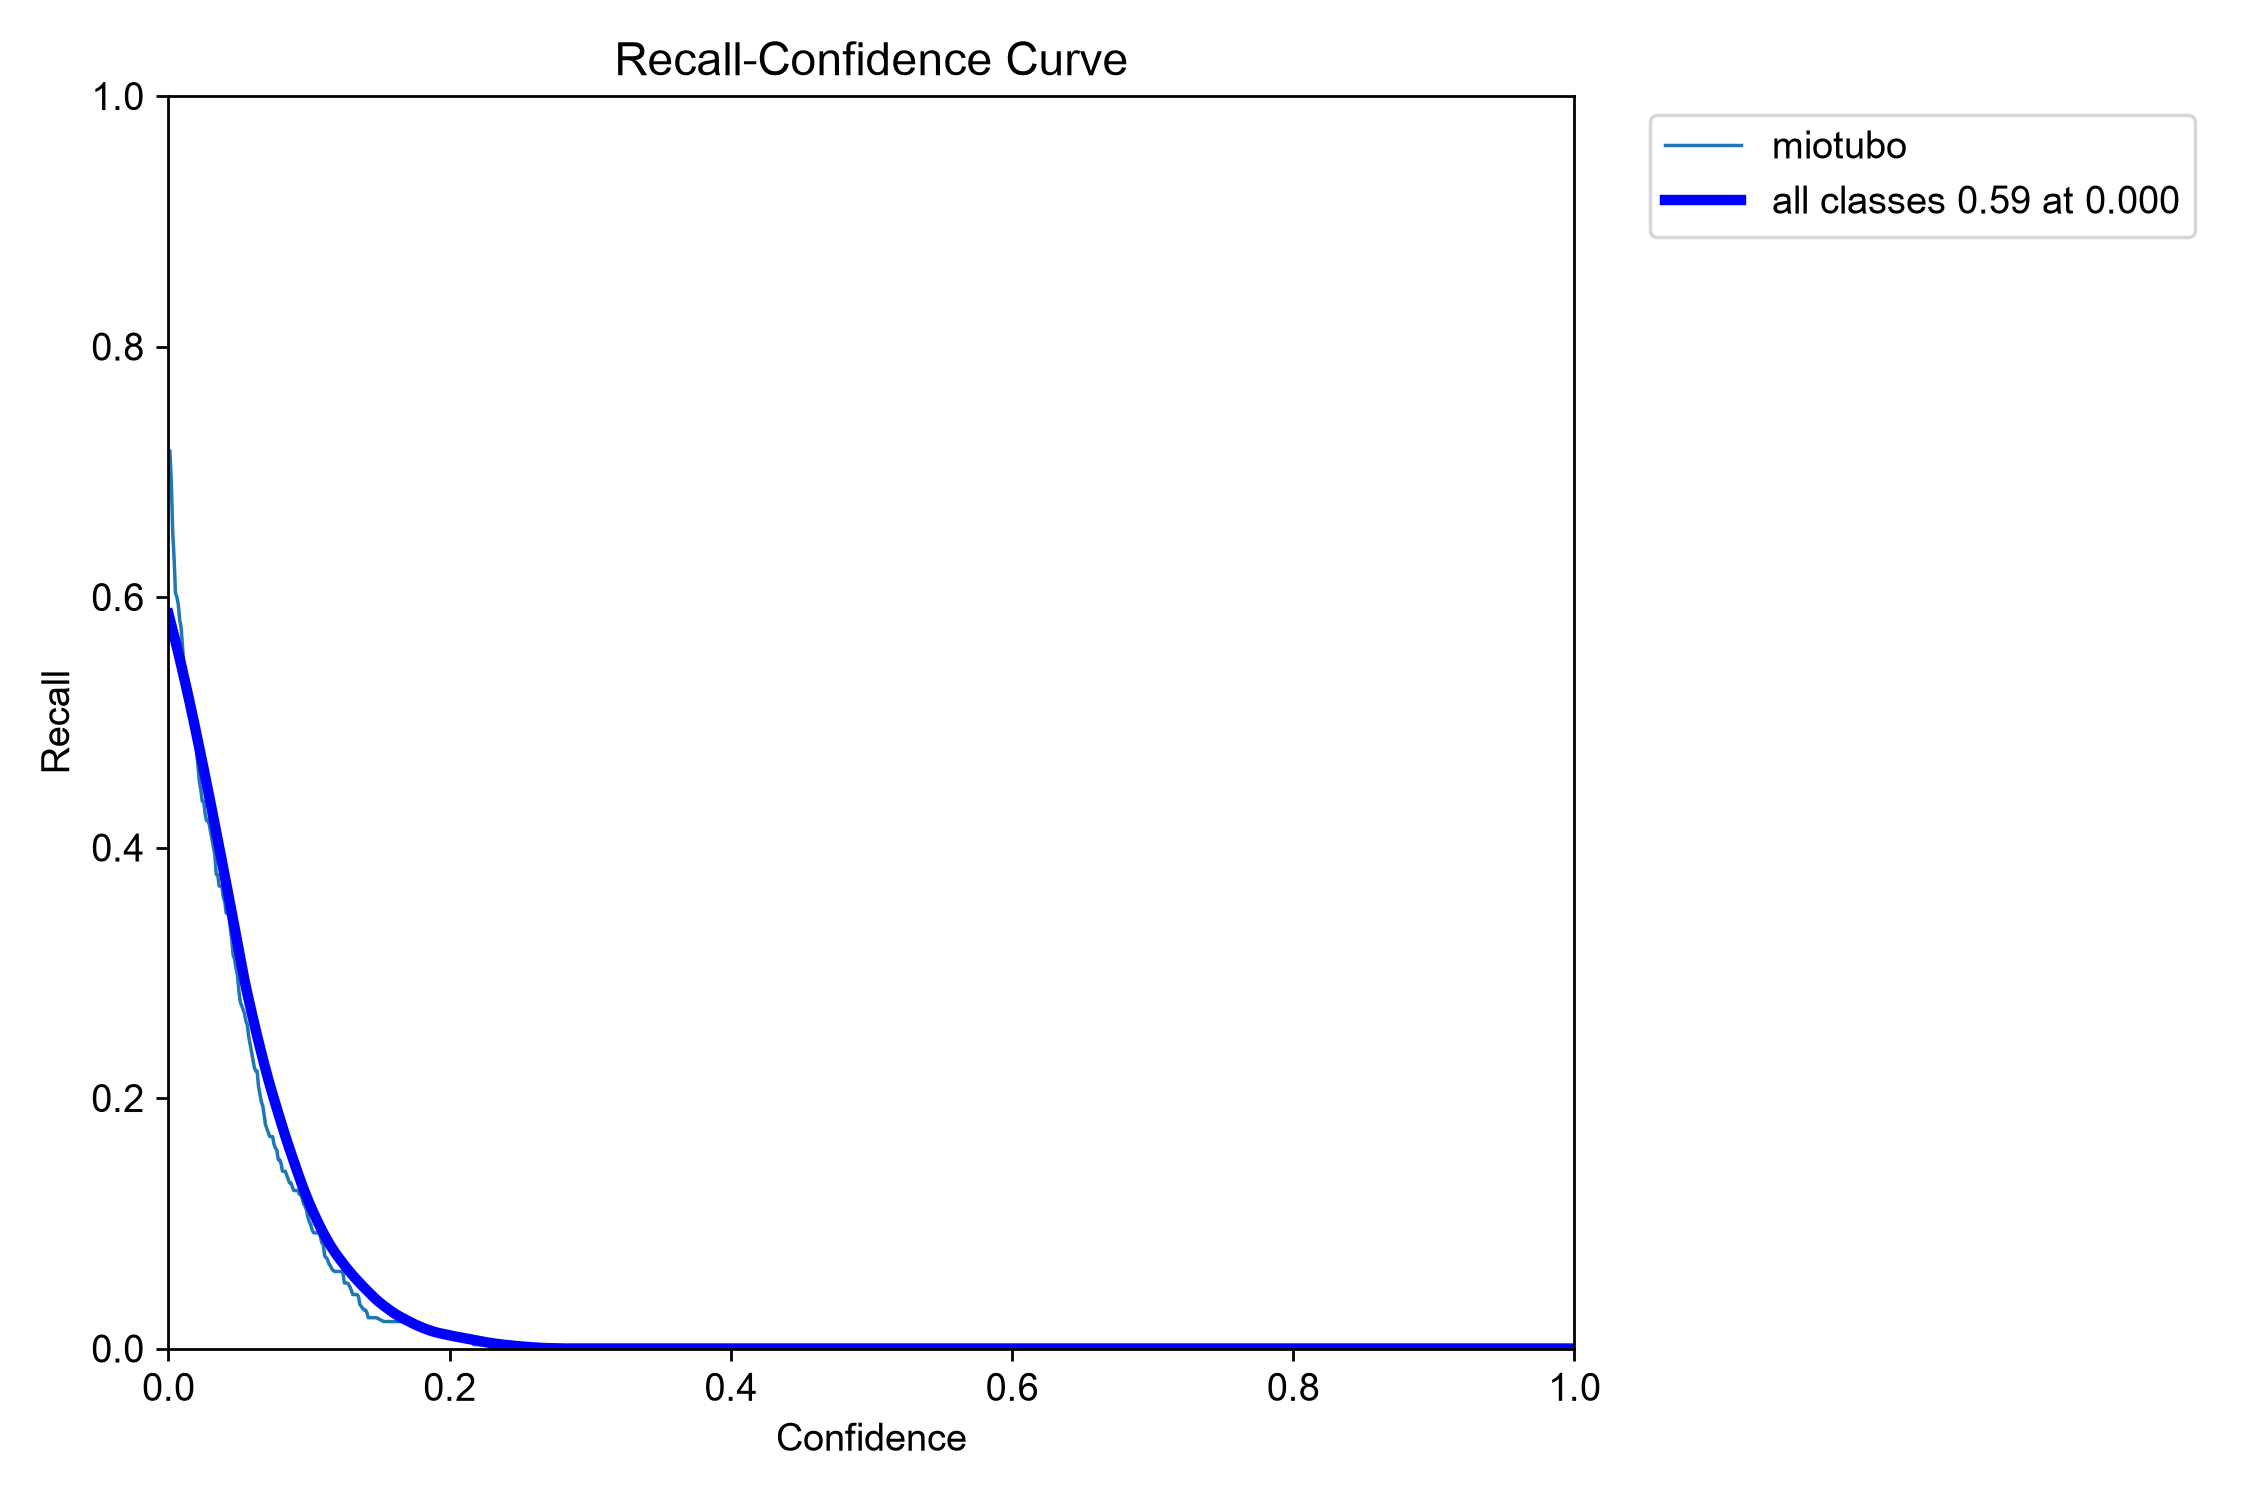 Recall-Confidence Curve
1.0
0.8
0.6
0.4
0.2
0.0
Recall
0.0 0.2 0.4 0.6 0.8 1.0
Confidence
miotubo
all classes 0.59 at 0.000